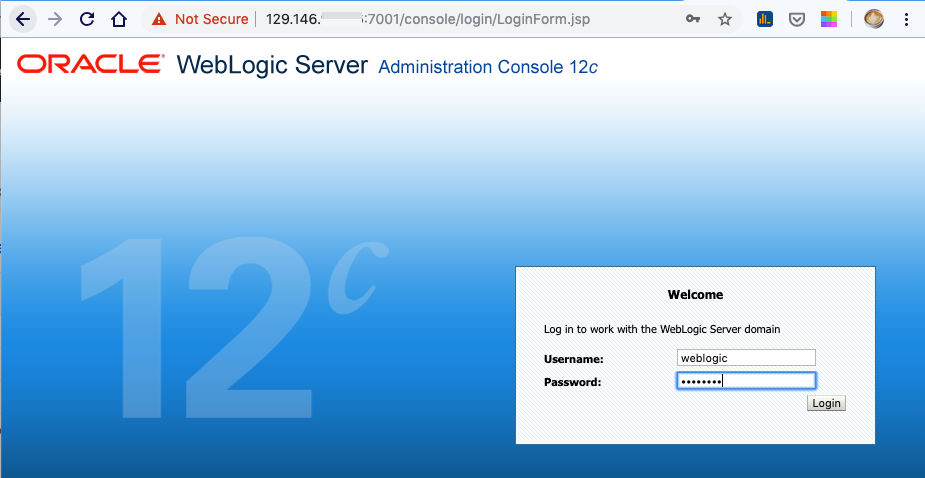 Not Secure | 129.146. :7001/console/login/LoginForm.jsp
ORACLE® WebLogic Server Administration Console 12c
12c
Welcome
Log in to work with the WebLogic Server domain
Username: weblogic
Password: ••••••••
Login